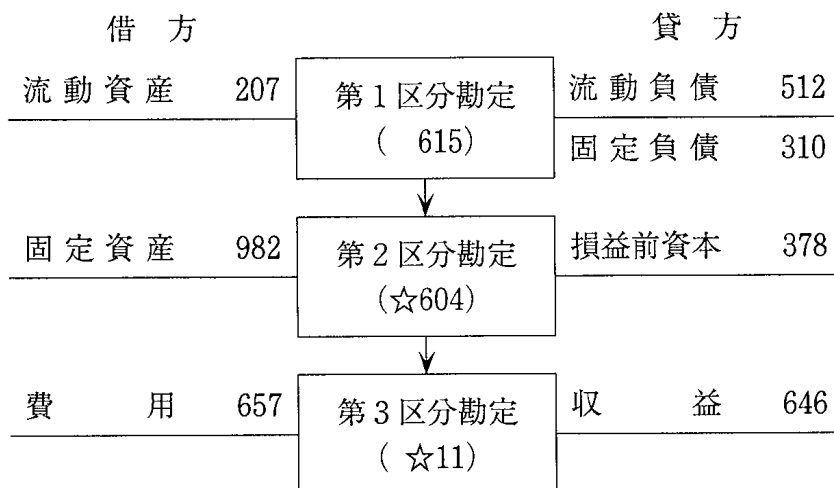 借 方 貸 方
流動資産 207 第1区分勘定 流動負債 512
( 615) 固定負債 310
固定資産 982 第2区分勘定 損益前資本 378
(☆604)
費 用 657 第3区分勘定 収 益 646
( ☆11)